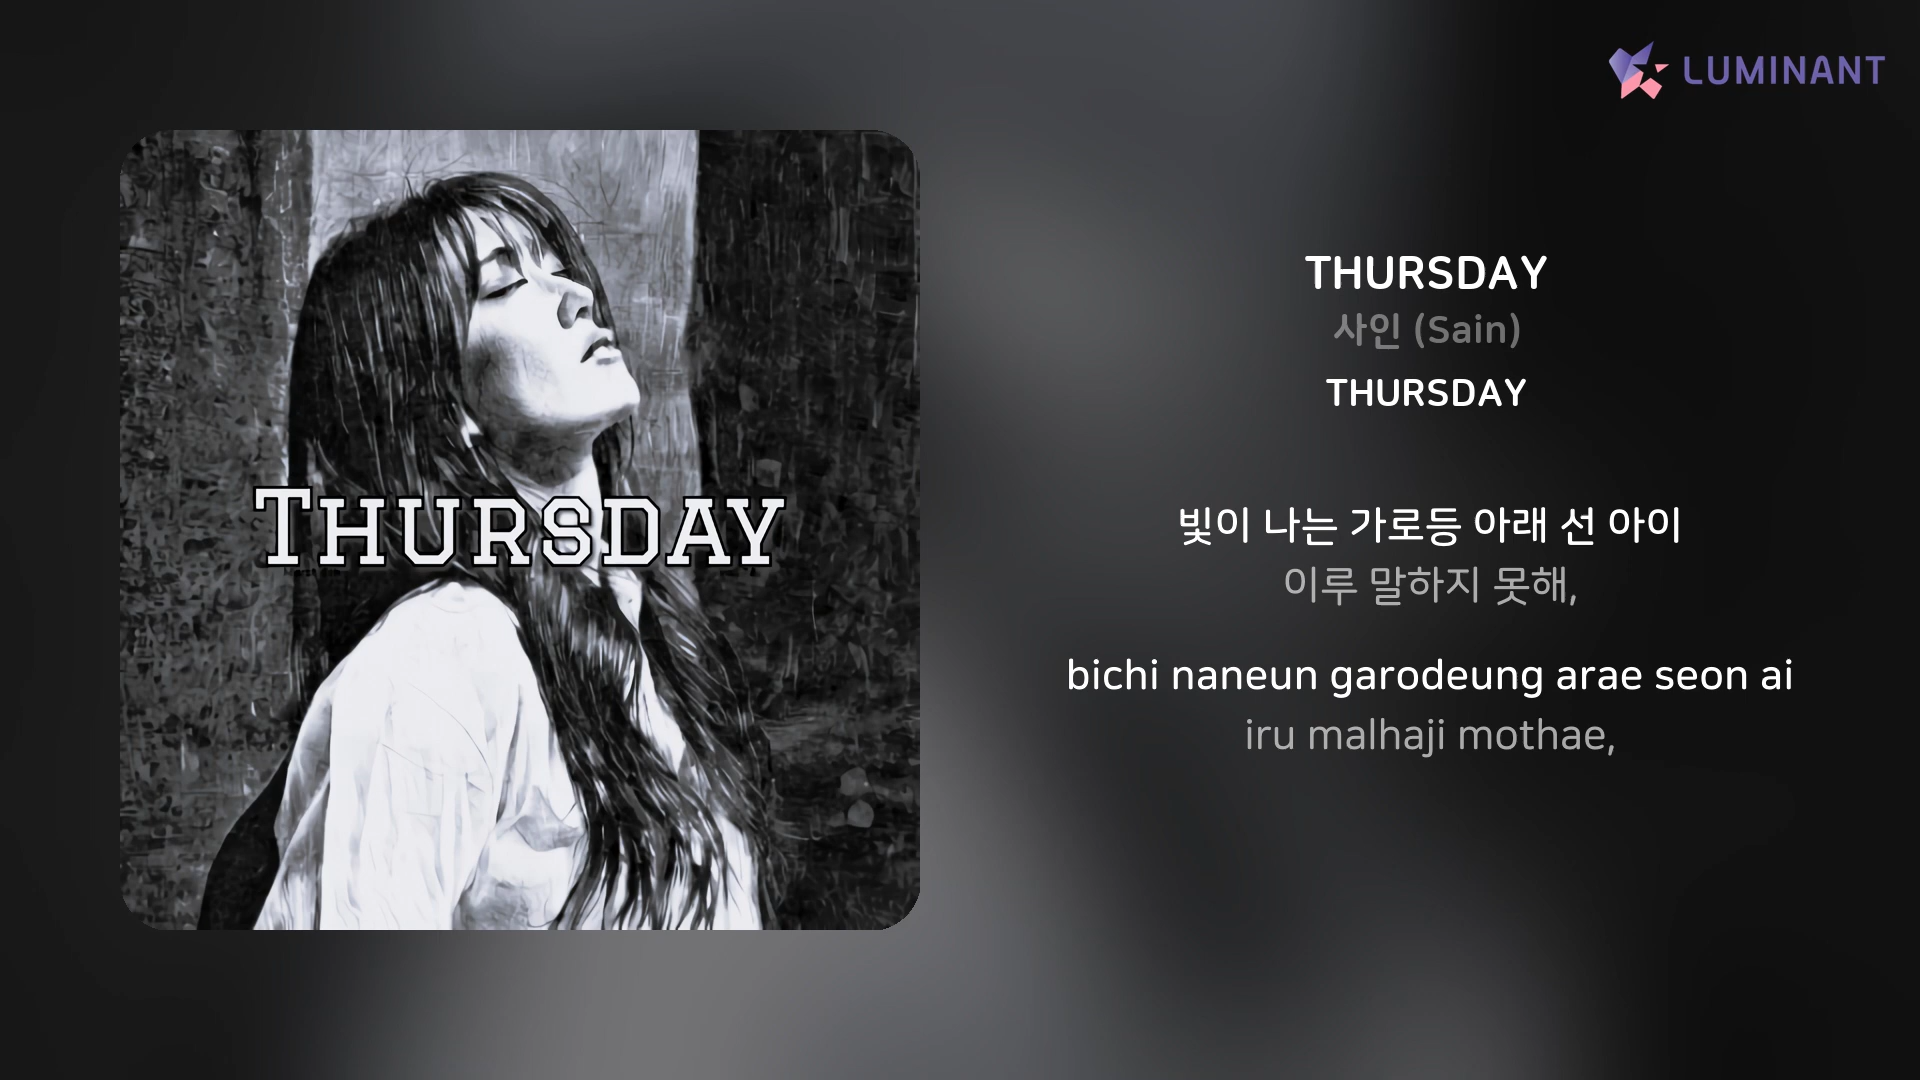 LUMINANT
THURSDAY
THURSDAY
사인 (Sain)
THURSDAY
빛이 나는 가로등 아래 선 아이
이루 말하지 못해,
bichi naneun garodeung arae seon ai
iru malhaji mothae,